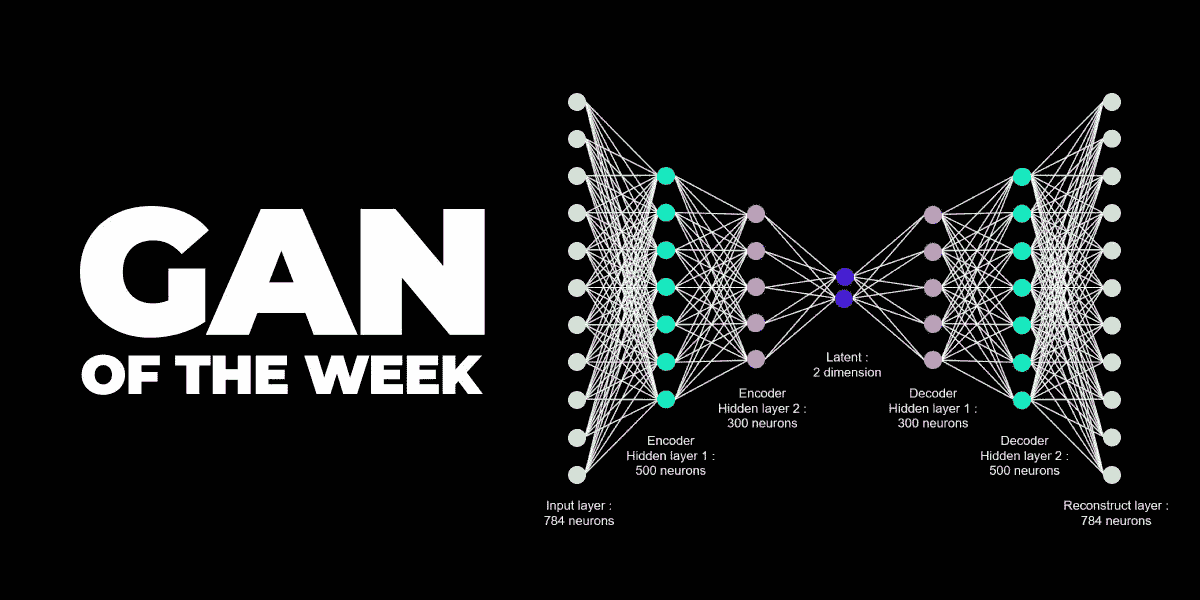 GAN
OF THE WEEK
Latent :
2 dimension
Encoder
Hidden layer 2 :
300 neurons
Decoder
Hidden layer 1 :
300 neurons
Encoder
Hidden layer 1 :
500 neurons
Decoder
Hidden layer 2 :
500 neurons
Input layer :
784 neurons
Reconstruct layer :
784 neurons